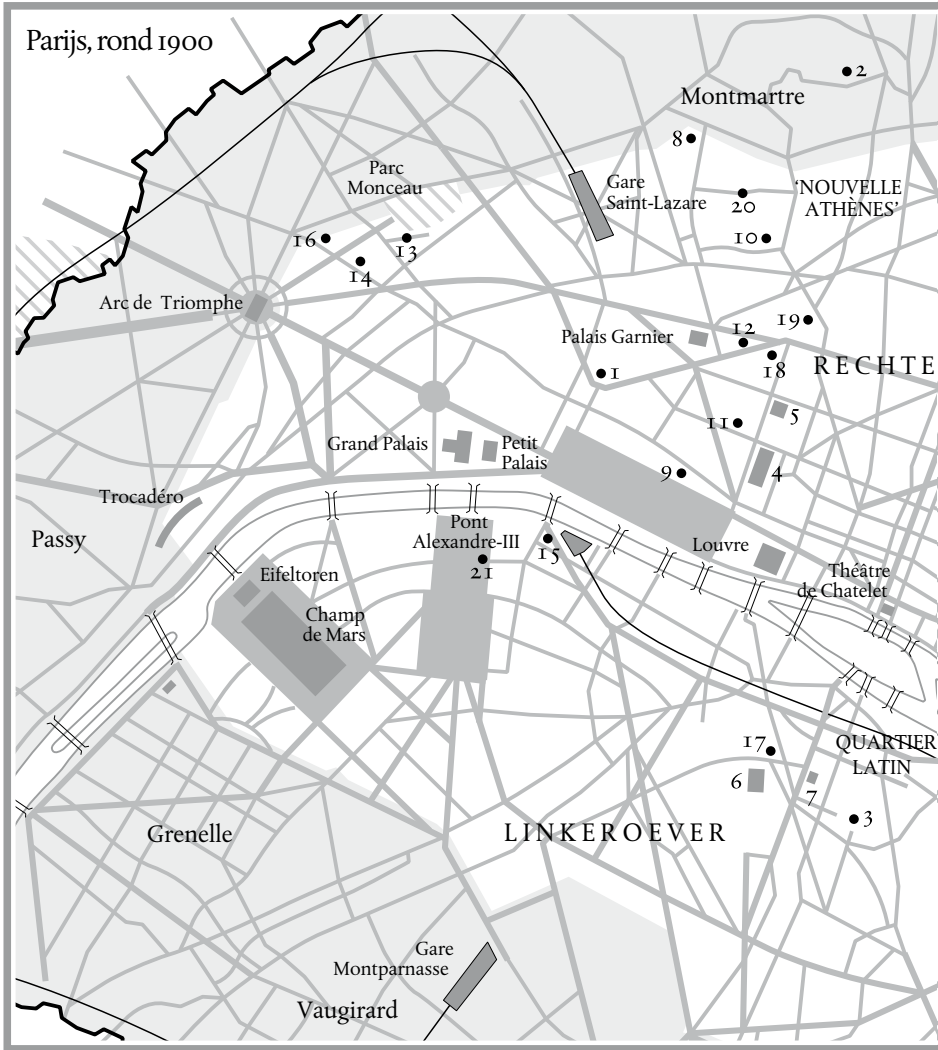 Parijs, rond 1900
2
Montmartre
8
Parc
Monceau
Gare
Saint-Lazare
'NOUVELLE
ATHÈNES'
20
16
13
10
14
Arc de Triomphe
Palais Garnier
12
19
18
RECHTE
1
5
11
Grand Palais
Petit
Palais
9
4
Trocadéro
Passy
Pont
Alexandre-III
15
21
Louvre
Eifeltoren
Théâtre
de Chatelet
Champ
de Mars
17
QUARTIER
LATIN
6
7
3
Grenelle
LINKEROEVER
Gare
Montparnasse
Vaugirard